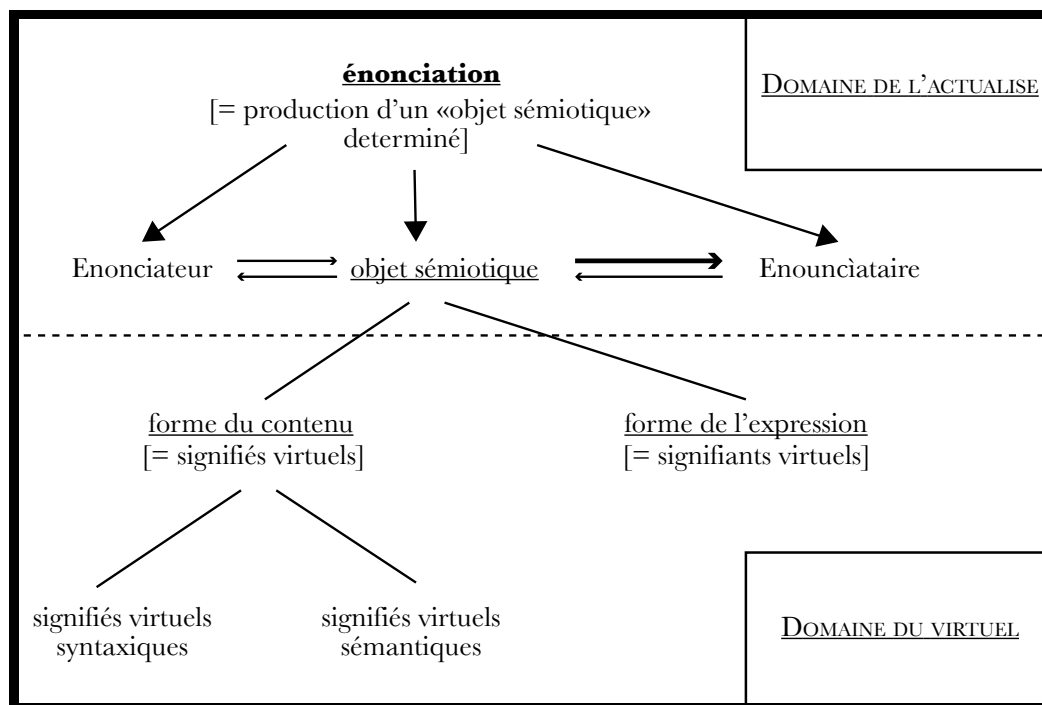 énonciation
[= production d'un «objet sémiotique»
determiné]
DOMAINE DE L'ACTUALISE
Enonciateur
objet sémiotique
Enouncìataire
forme du contenu
[= signifiés virtuels]
forme de l'expression
[= signifiants virtuels]
signifiés virtuels
syntaxiques
signifiés virtuels
sémantiques
DOMAINE DU VIRTUEL